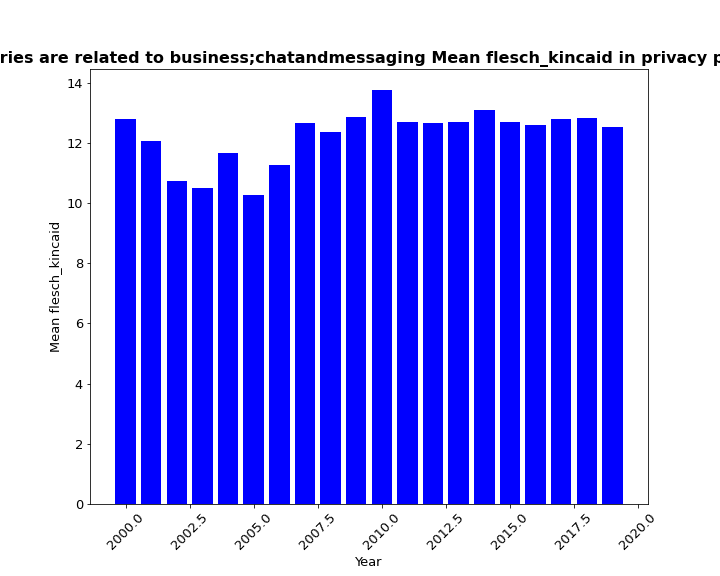 ries are related to business;chatandmessaging Mean flesch_kincaid in privacy p
14
12
10
8
6
4
2
0
Mean flesch_kincaid
2000.0 2002.5 2005.0 2007.5 2010.0 2012.5 2015.0 2017.5 2020.0
Year